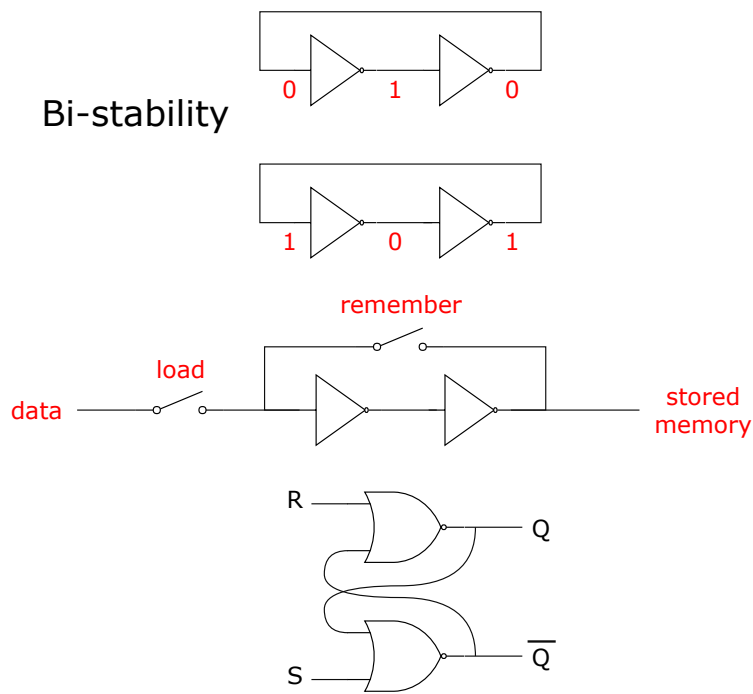 0 1 0
Bi-stability
1 0 1
remember
load
data
stored
memory
R
Q
S
Q̅